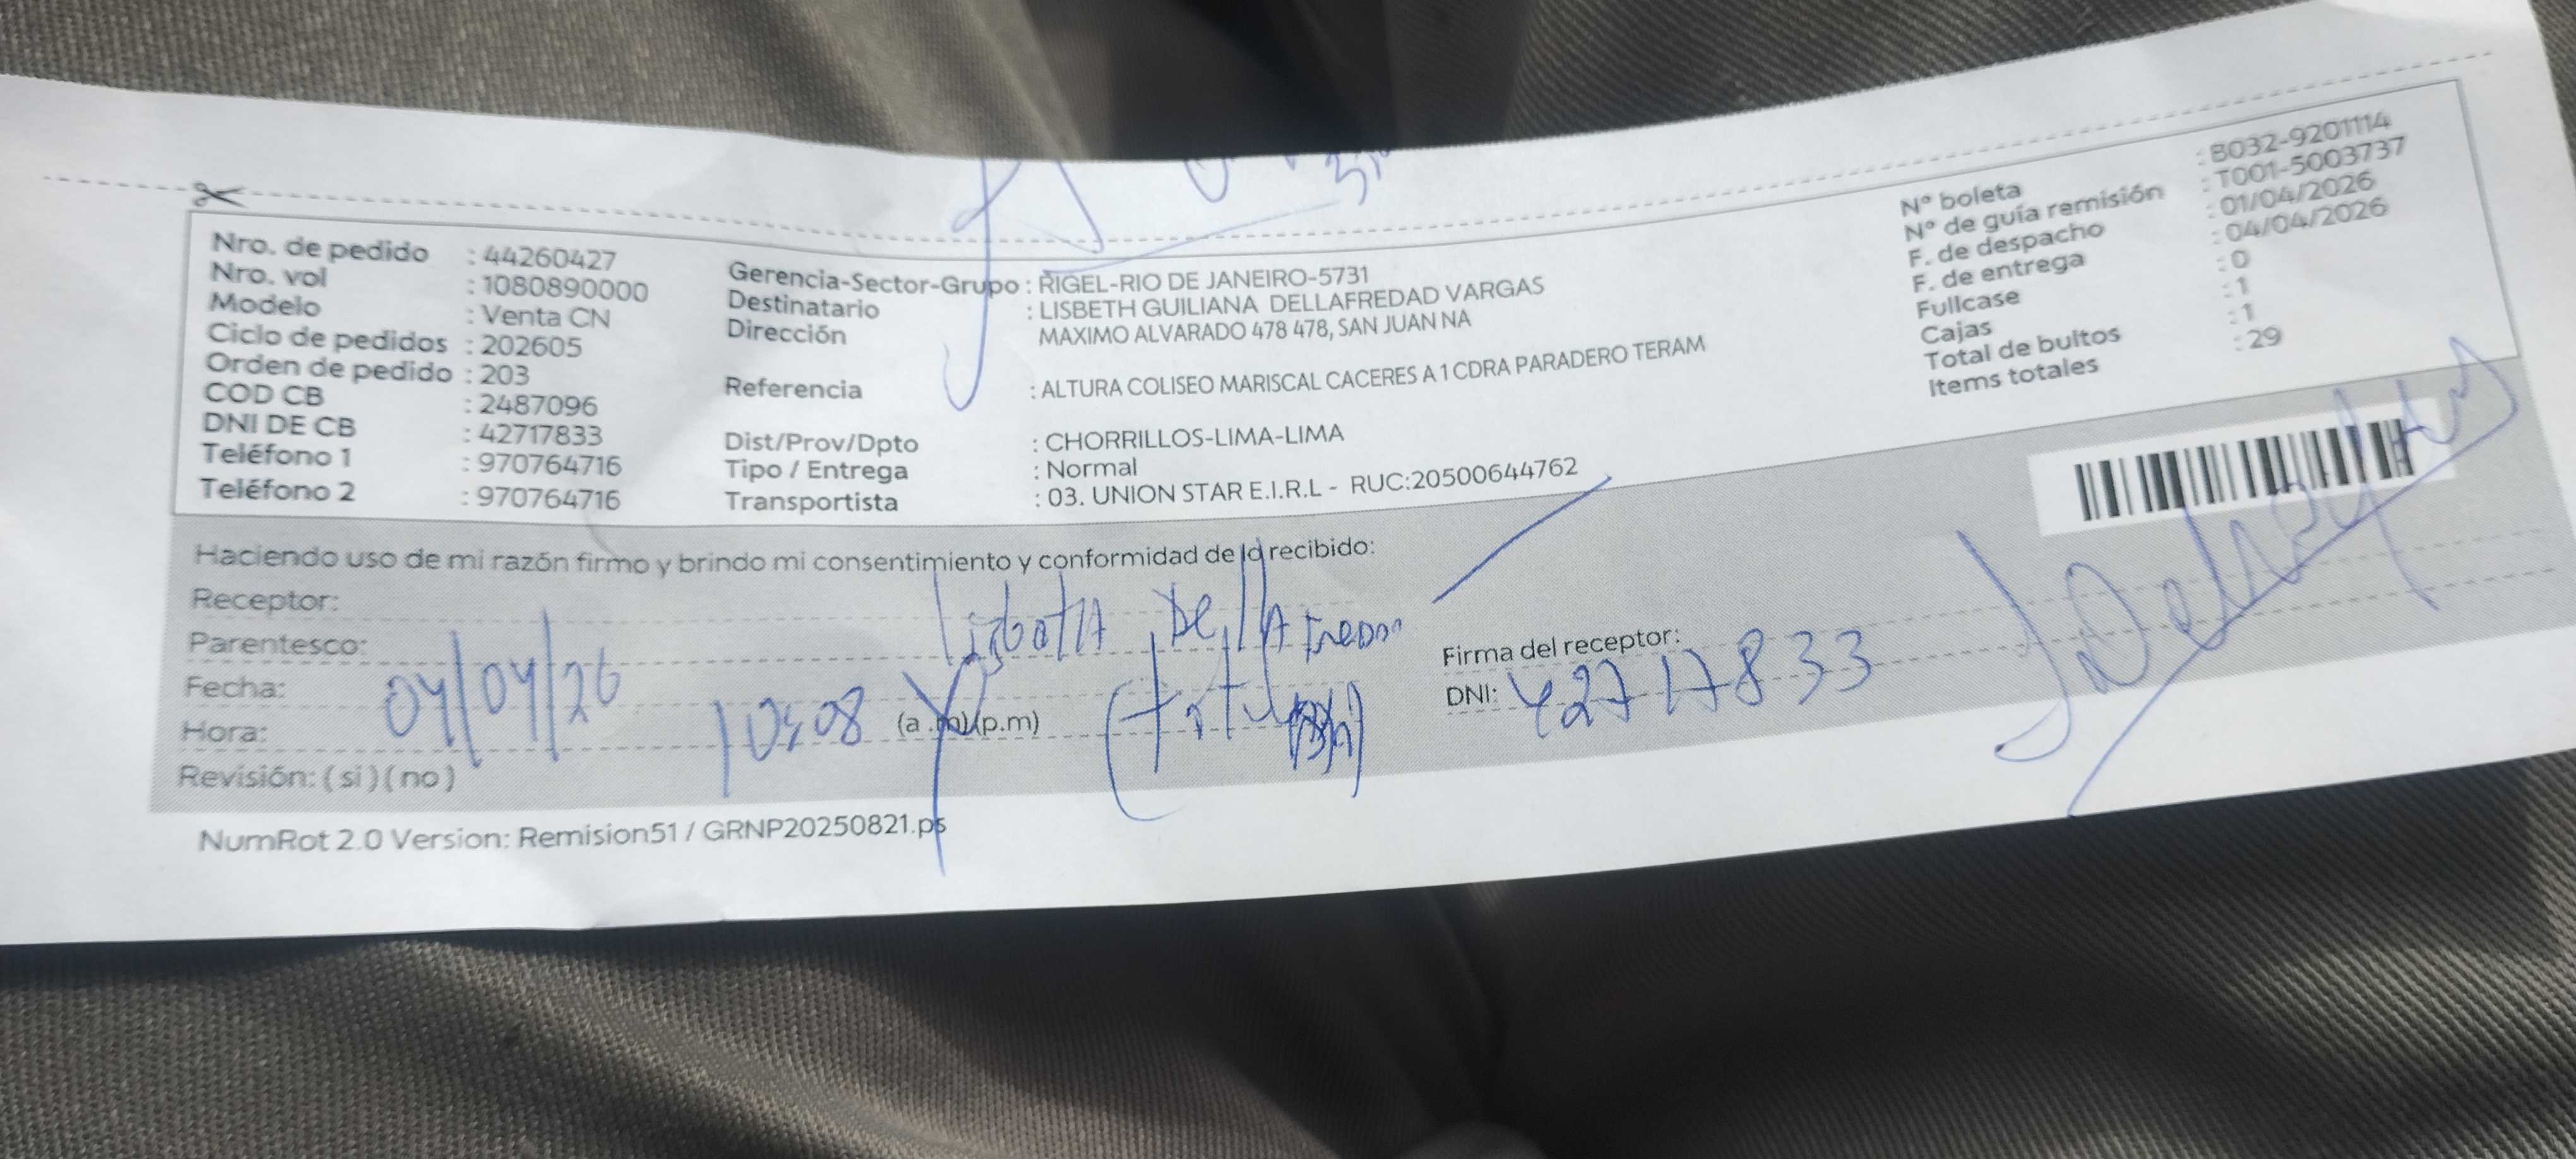 Nro. de pedido : 44260427
Nro. vol : 1080890000
Modelo : Venta CN
Ciclo de pedidos : 202605
Orden de pedido : 203
COD CB : 2487096
DNI DE CB : 42717833
Teléfono 1 : 970764716
Teléfono 2 : 970764716
Gerencia-Sector-Grupo : RIGEL-RIO DE JANEIRO-5731
Destinatario : LISBETH GUILIANA DELLAFREDAD VARGAS
Dirección MAXIMO ALVARADO 478 478, SAN JUAN NA
Referencia : ALTURA COLISEO MARISCAL CACERES A 1 CDRA PARADERO TERAM
Dist/Prov/Dpto : CHORRILLOS-LIMA-LIMA
Tipo / Entrega : Normal
Transportista : 03. UNION STAR E.I.R.L - RUC:20500644762
N° boleta : B032-9201114
N° de guía remisión : T001-5003737
F. de despacho : 01/04/2026
F. de entrega : 04/04/2026
Fullcase : 0
Cajas : 1
Total de bultos : 1
Items totales : 29
Haciendo uso de mi razón firmo y brindo mi consentimiento y conformidad de lo recibido:
Receptor:
Parentesco:
Fecha: 04/04/26
Hora: 10:08 (a .m)(p.m)
Revisión: ( si ) ( no )
Firma del receptor:
DNI: 42717833
NumRot 2.0 Version: Remision51 / GRNP20250821.ps